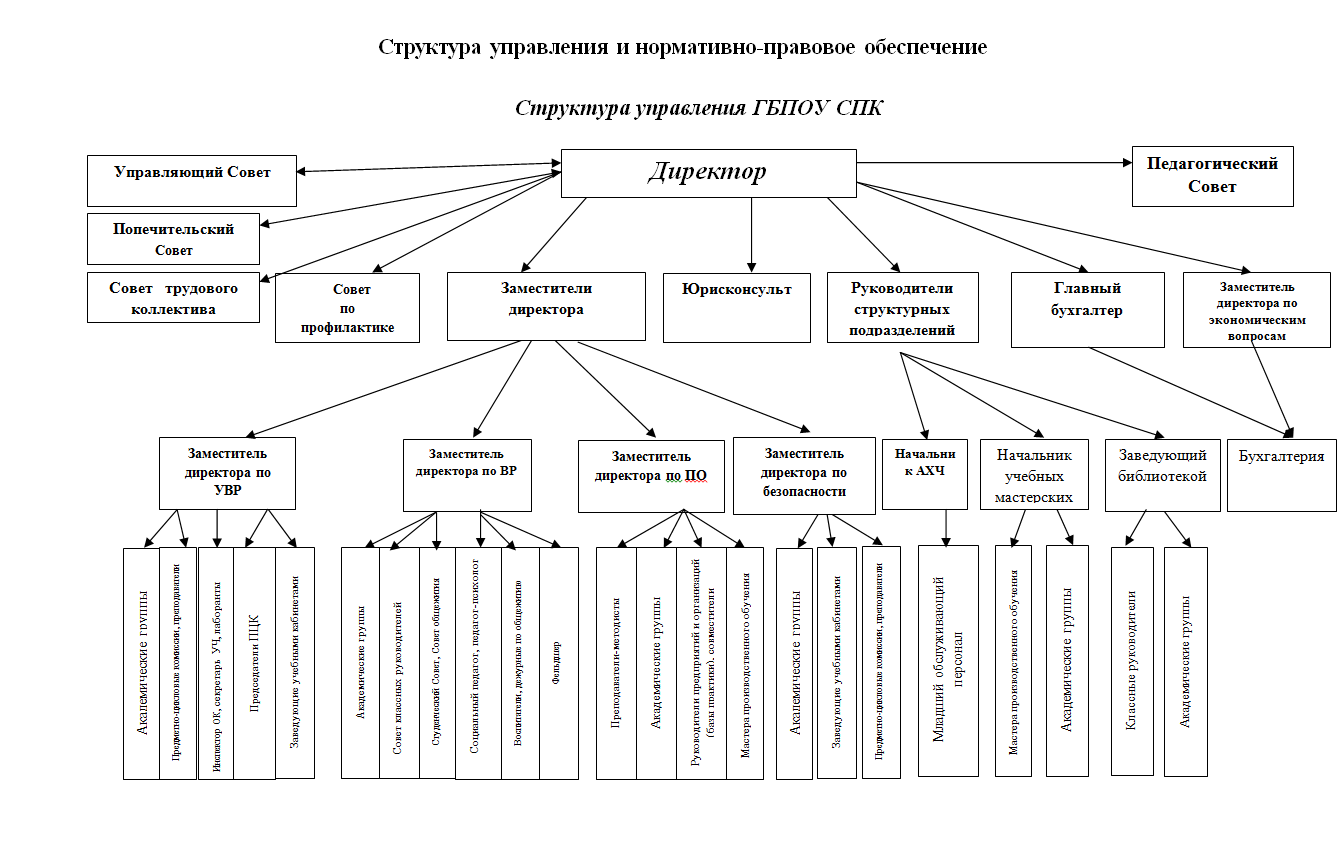 Структура управления и нормативно-правовое обеспечение
Структура управления ГБПОУ СПК
Управляющий Совет
Директор
Педагогический
Совет
Попечительский
Совет
Совет трудового
коллектива
Совет
по
профилактике
Заместители
директора
Юрисконсульт
Руководители
структурных
подразделений
Главный
бухгалтер
Заместитель
директора по
экономическим
вопросам
Заместитель
директора по
УВР
Заместитель
директора по ВР
Заместитель
директора по ПО
Заместитель
директора по
безопасности
Начальни
к АХЧ
Начальник
учебных
мастерских
Заведующий
библиотекой
Бухгалтерия
Академические группы
Предметно-цикловые комиссии, преподаватели
Инспектор ОК, секретарь УЧ, лаборанты
Председатели ПЦК
Заведующие учебными кабинетами
Академические группы
Совет классных руководителей
Студенческий Совет, Совет общежития
Социальный педагог, педагог-психолог
Воспитатели, дежурные по общежитию
Фельдшер
Преподаватели-методисты
Академические группы
Руководители предприятий и организаций
(базы практики), совместители
Мастера производственного обучения
Академические группы
Заведующие учебными кабинетами
Предметно-цикловые комиссии, преподаватели
Младший обслуживающий
персонал
Мастера производственного обучения
Академические группы
Классные руководители
Академические группы